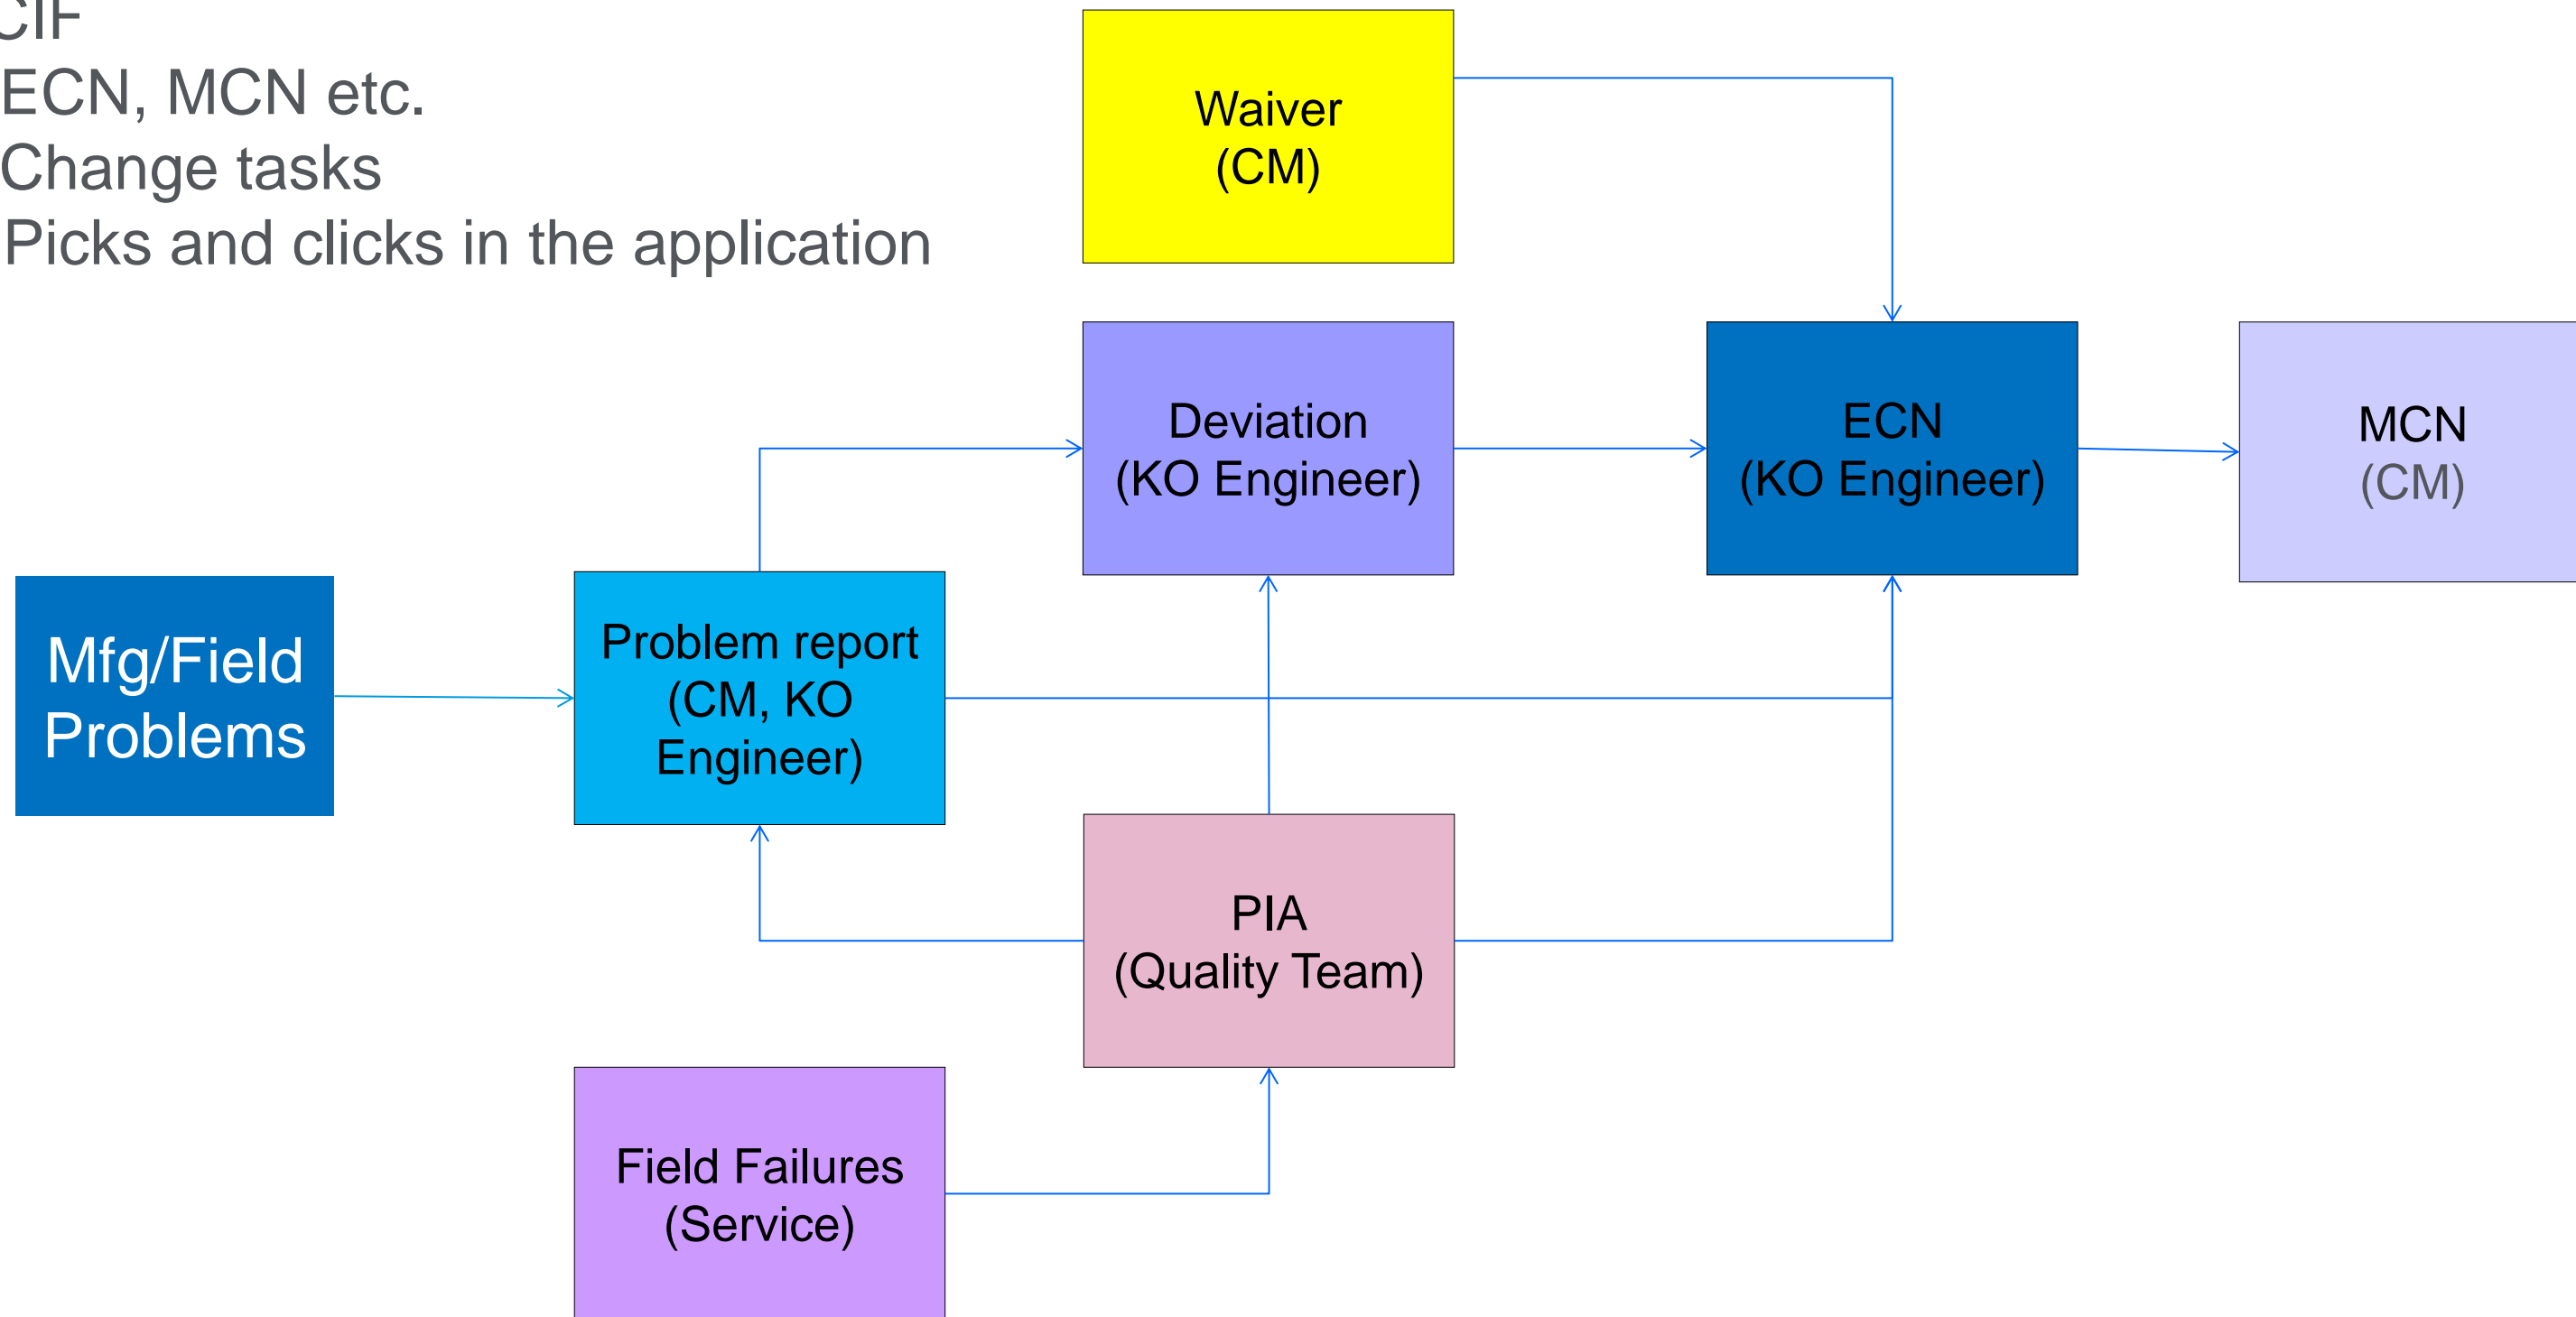 CIF
ECN, MCN etc.
Change tasks
Picks and clicks in the application
Waiver
(CM)
Deviation
(KO Engineer)
ECN
(KO Engineer)
MCN
(CM)
Mfg/Field
Problems
Problem report
(CM, KO
Engineer)
PIA
(Quality Team)
Field Failures
(Service)